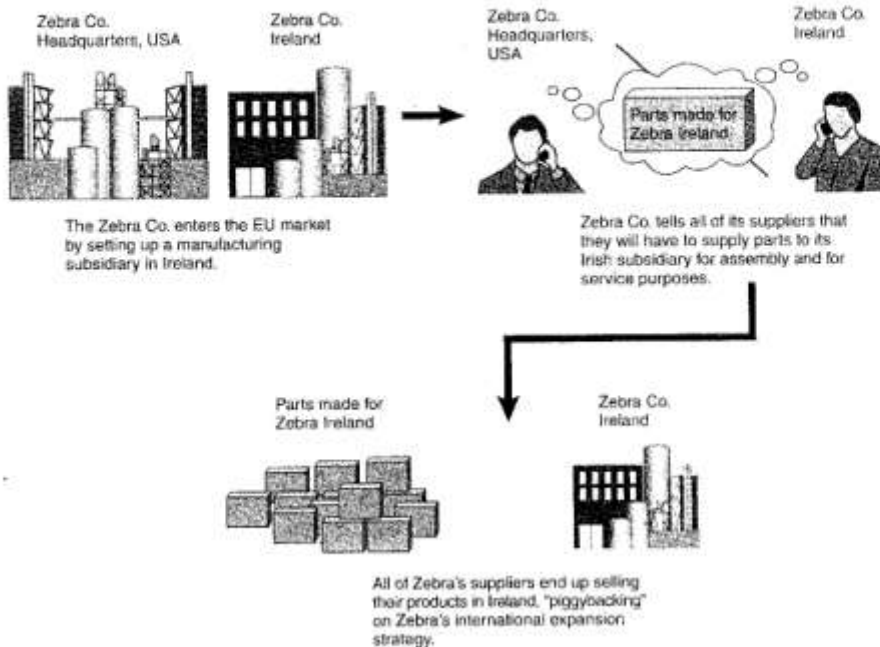 Zebra Co.
Headquarters, USA
Zebra Co.
Ireland
The Zebra Co. enters the EU market
by setting up a manufacturing
subsidiary in Ireland.
Zebra Co.
Headquarters,
USA
Zebra Co.
Ireland
Parts made for
Zebra Ireland
Zebra Co. tells all of its suppliers that
they will have to supply parts to its
Irish subsidiary for assembly and for
service purposes.
Parts made for
Zebra Ireland
Zebra Co.
Ireland
All of Zebra's suppliers end up selling
their products in Ireland, "piggybacking"
on Zebra's international expansion
strategy.